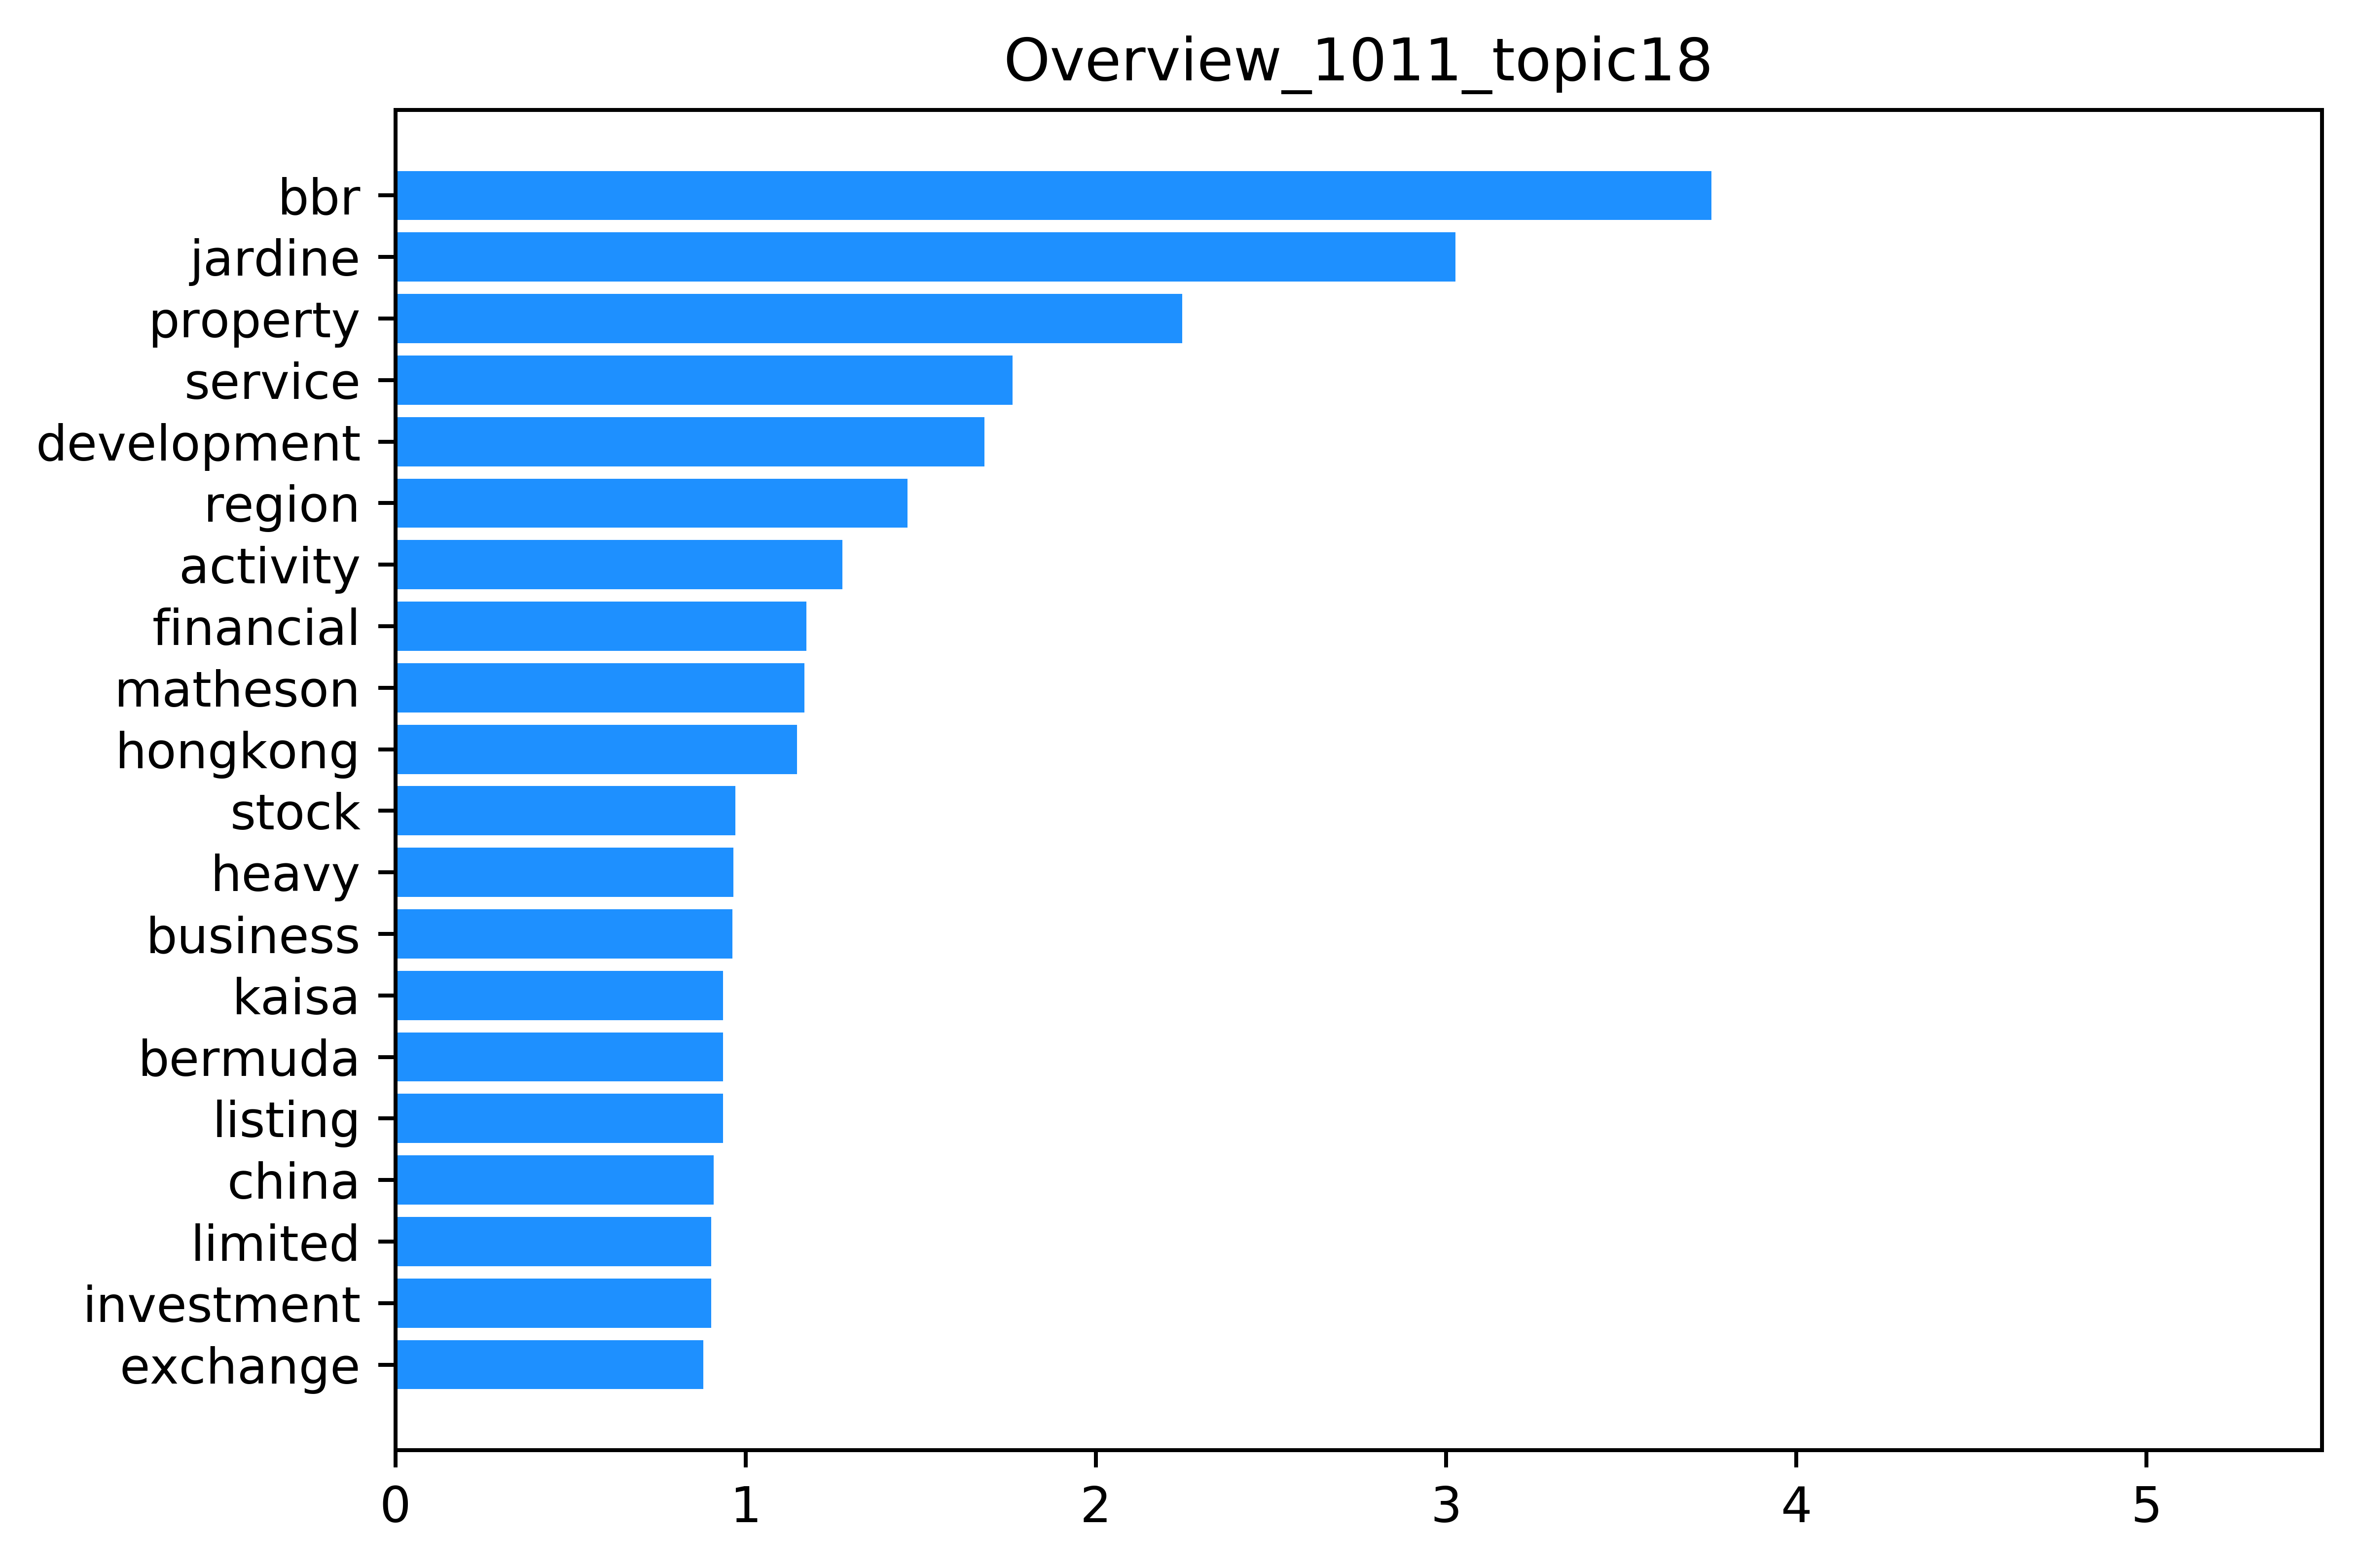 Overview_1011_topic18
bbr
jardine
property
service
development
region
activity
financial
matheson
hongkong
stock
heavy
business
kaisa
bermuda
listing
china
limited
investment
exchange
0 1 2 3 4 5